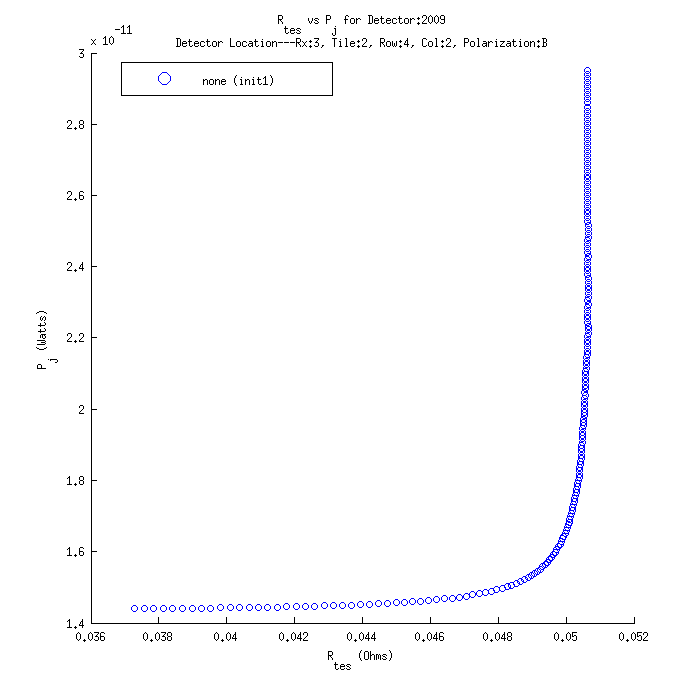 R_tes vs P_j for Detector:2009
Detector Location---Rx:3, Tile:2, Row:4, Col:2, Polarization:B
x 10^-11
none (init1)
3
2.8
2.6
2.4
2.2
2
1.8
1.6
1.4
P_j (Watts)
0.036 0.038 0.04 0.042 0.044 0.046 0.048 0.05 0.052
R_tes (Ohms)